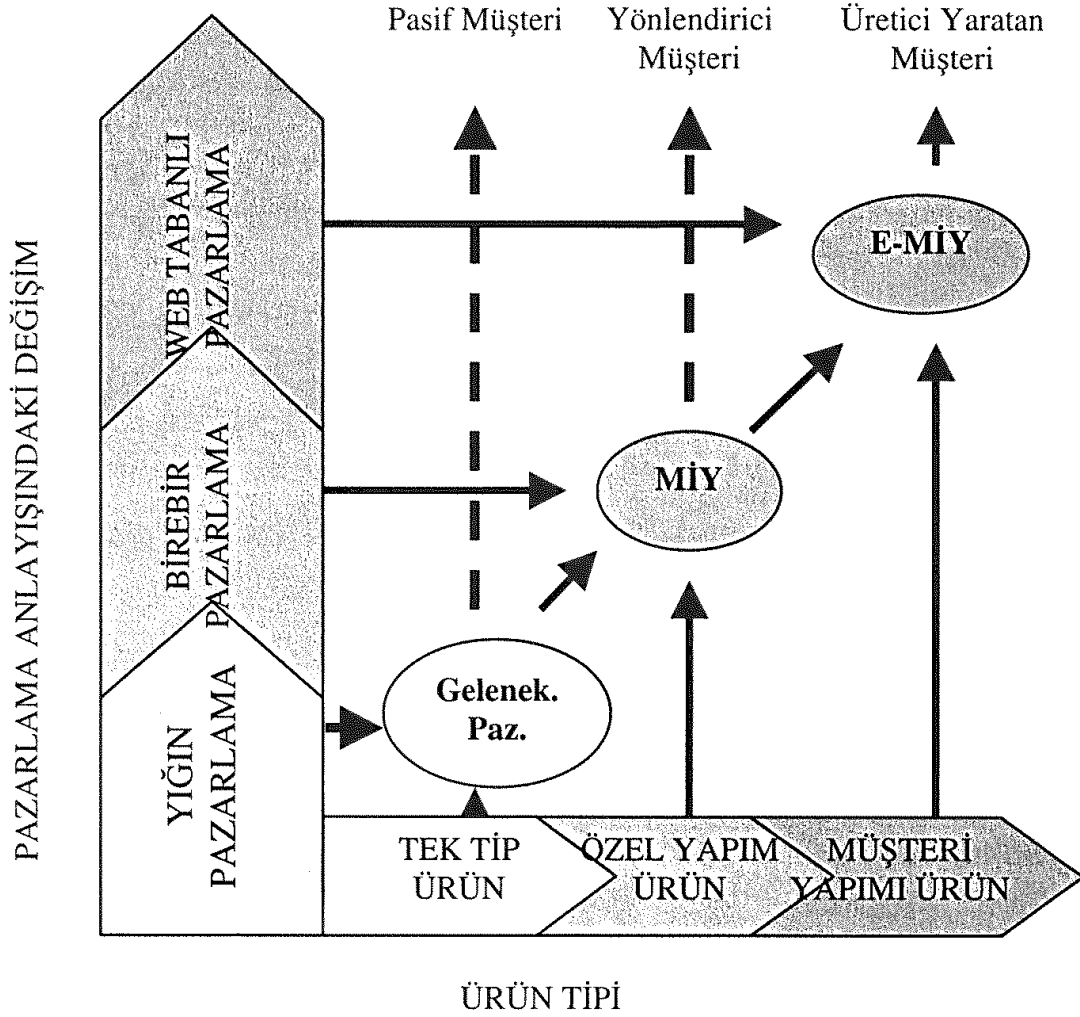 Pasif Müşteri
Yönlendirici
Müşteri
Üretici Yaratan
Müşteri
PAZARLAMA ANLAYIŞINDAKİ DEĞİŞİM
WEB TABANLI
PAZARLAMA
BİREBİR
PAZARLAMA
YIĞIN
PAZARLAMA
E-MİY
MİY
Gelenek.
Paz.
TEK TİP
ÜRÜN
ÖZEL YAPIM
ÜRÜN
MÜŞTERİ
YAPIMI ÜRÜN
ÜRÜN TİPİ